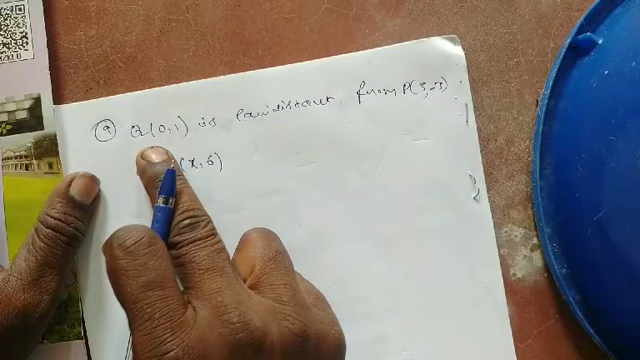 9 Q(0,1) is equidistant from P(5,-3)
(x,6)